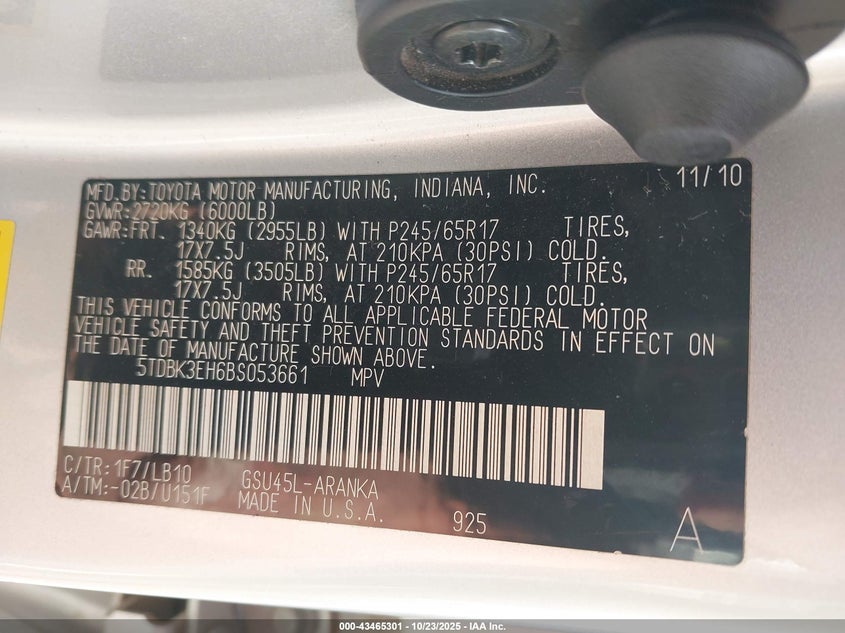 MFD.BY:TOYOTA MOTOR MANUFACTURING, INDIANA, INC. 11/10
GVWR:2720KG (6000LB)
GAWR:FRT. 1340KG (2955LB) WITH P245/65R17 TIRES,
17X7.5J RIMS, AT 210KPA (30PSI) COLD.
RR. 1585KG (3505LB) WITH P245/65R17 TIRES,
17X7.5J RIMS, AT 210KPA (30PSI) COLD.
THIS VEHICLE CONFORMS TO ALL APPLICABLE FEDERAL MOTOR
VEHICLE SAFETY AND THEFT PREVENTION STANDARDS IN EFFECT ON
THE DATE OF MANUFACTURE SHOWN ABOVE.
5TDBK3EH6BS053661 MPV
C/TR:1F7/LB10 GSU45L-ARANKA
A/TM:-02B/U151F MADE IN U.S.A. 925 A
000-43465301 - 10/23/2025 - IAA Inc.